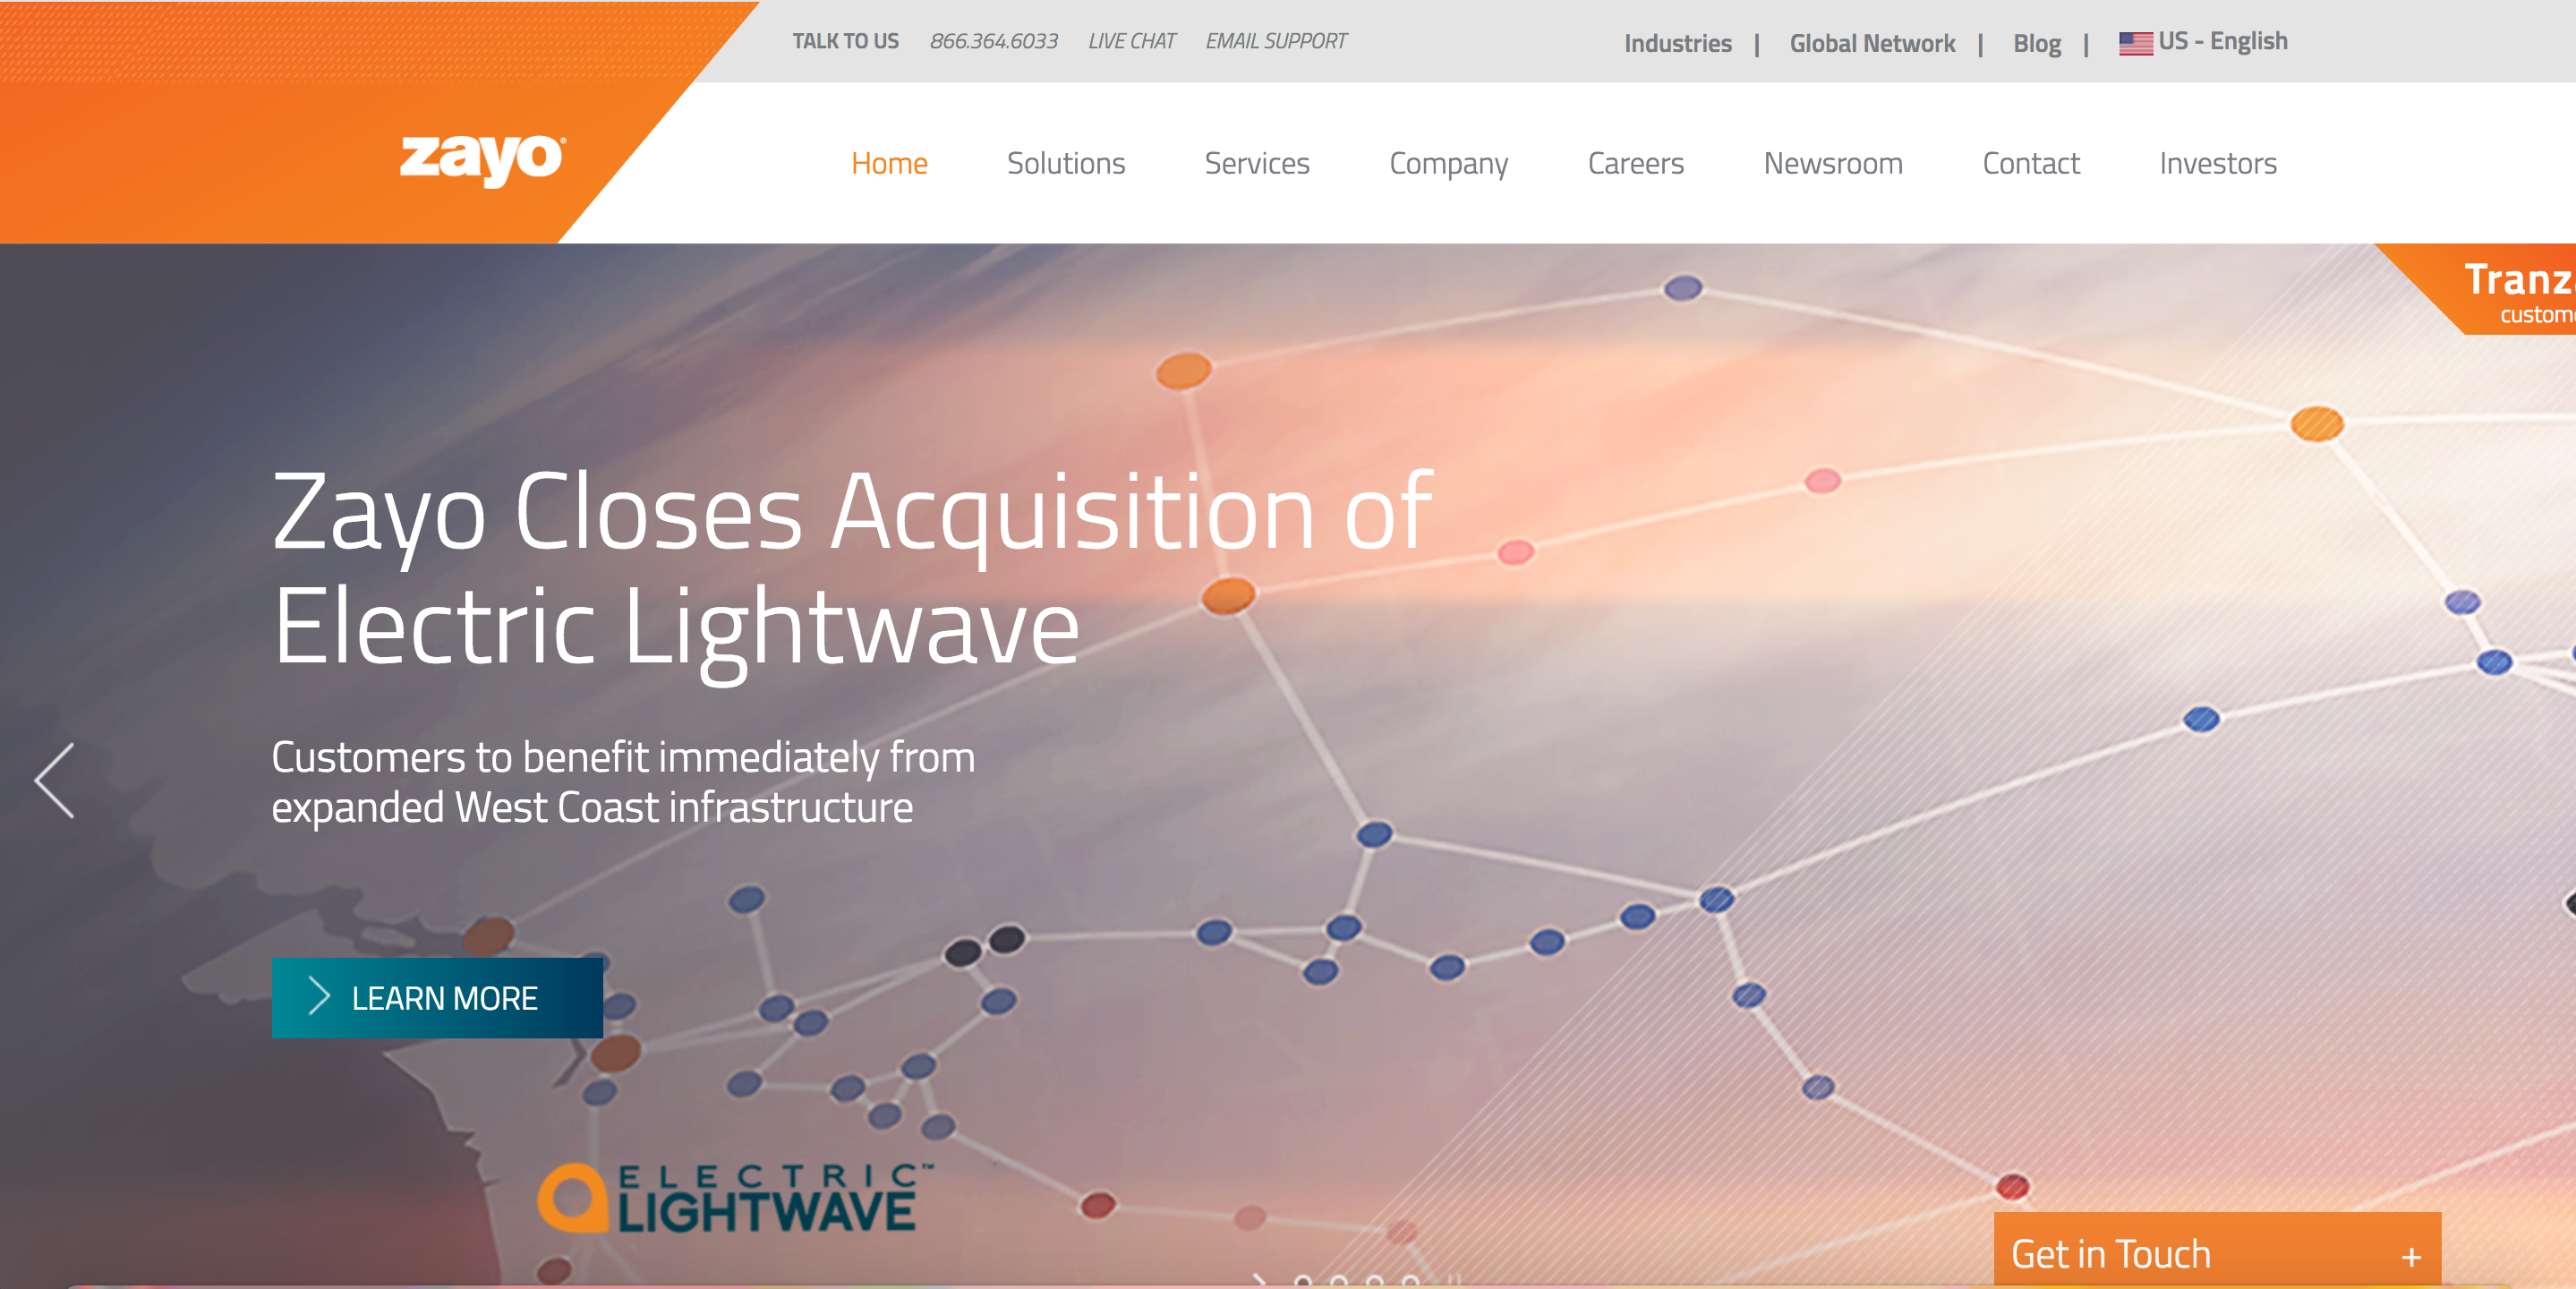 TALK TO US 866.364.6033 LIVE CHAT EMAIL SUPPORT
Industries | Global Network | Blog | US - English
zayo
Home Solutions Services Company Careers Newsroom Contact Investors
Zayo Closes Acquisition of
Electric Lightwave
Customers to benefit immediately from
expanded West Coast infrastructure
LEARN MORE
ELECTRIC™
LIGHTWAVE
Get in Touch +